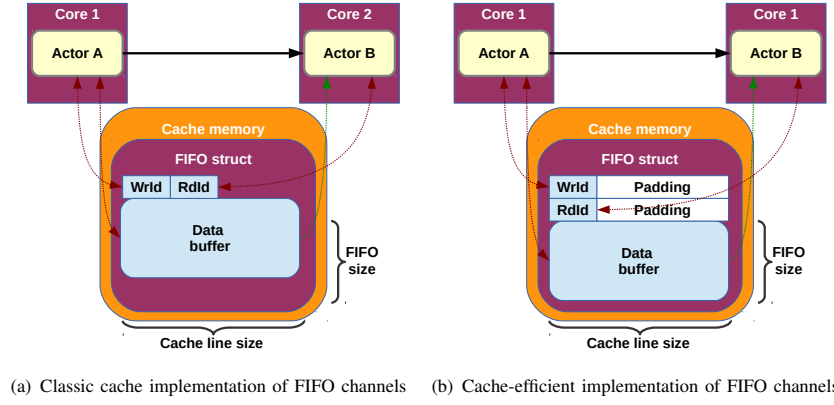 Core 1
Core 2
Actor A
Actor B
Cache memory
FIFO struct
WrId
RdId
Data
buffer
FIFO
size
Cache line size
(a) Classic cache implementation of FIFO channels
Core 1
Core 1
Actor A
Actor B
Cache memory
FIFO struct
WrId
Padding
RdId
Padding
Data
buffer
FIFO
size
Cache line size
(b) Cache-efficient implementation of FIFO channels